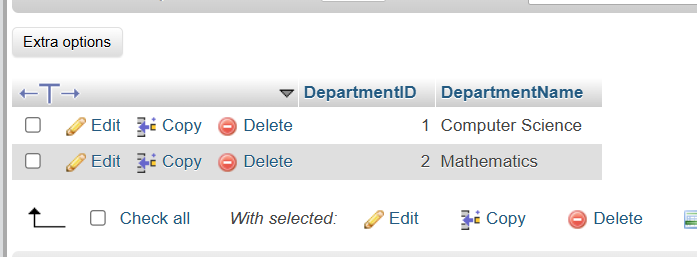 Extra options
DepartmentID DepartmentName
Edit Copy Delete 1 Computer Science
Edit Copy Delete 2 Mathematics
Check all With selected: Edit Copy Delete